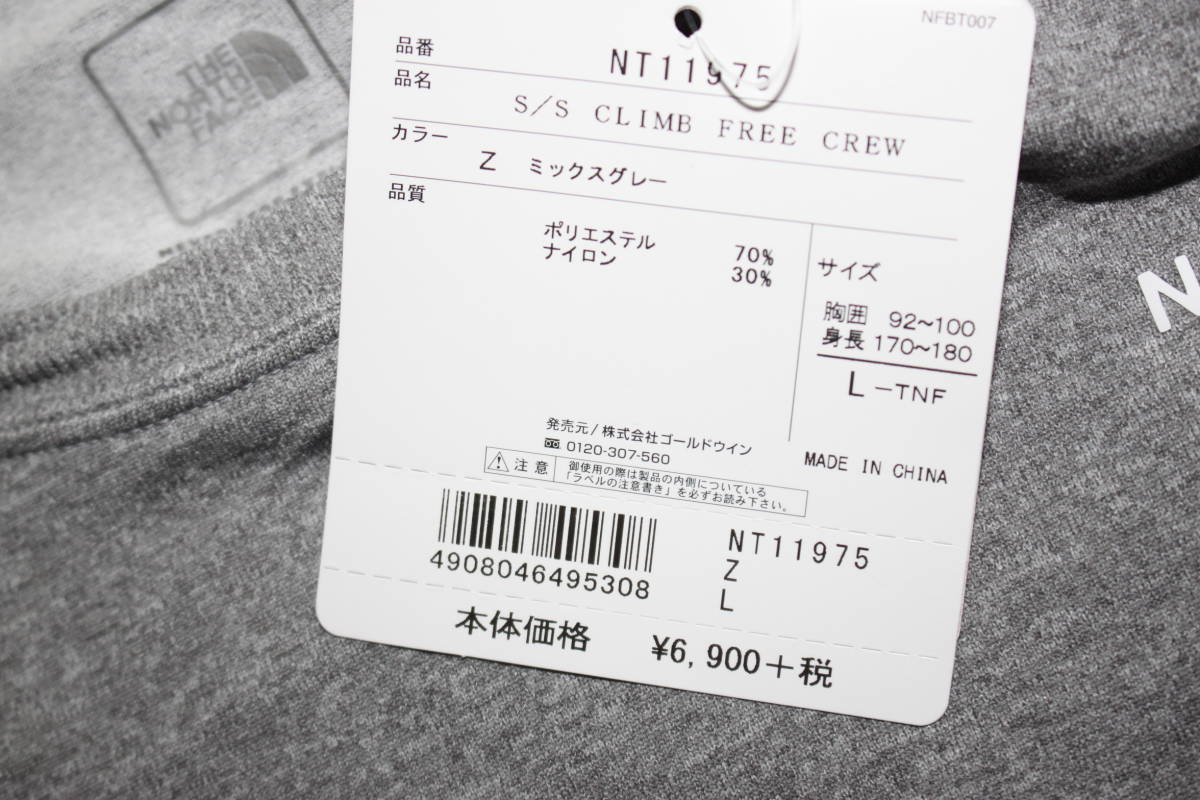 THE
NORTH
FACE
NFBT007
品番 NT11975
品名 S/S CLIMB FREE CREW
カラー Z ミックスグレー
品質
ポリエステル 70%
ナイロン 30%
サイズ
胸囲 92~100
身長 170~180
L-TNF
発売元/株式会社ゴールドウイン
0120-307-560
MADE IN CHINA
注意
御使用の際は製品の内側についている
「ラベルの注意書き」を必ずお読み下さい。
4908046495308
NT11975
Z
L
本体価格 ¥6,900+税
N